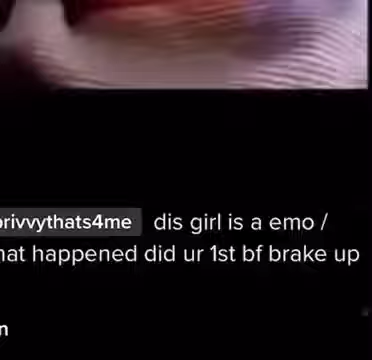 privvythats4me dis girl is a emo /
hat happened did ur 1st bf brake up
n